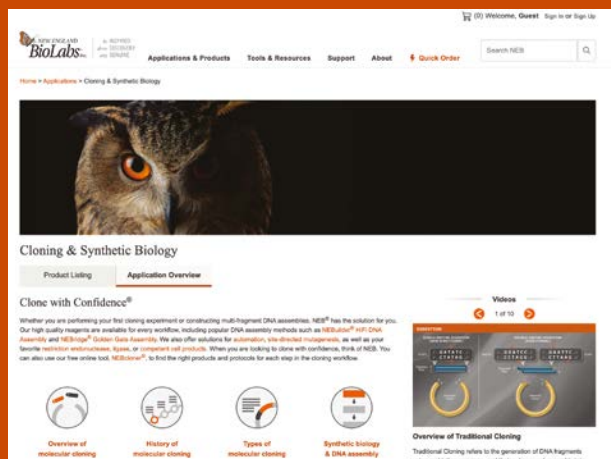 (0) Welcome, Guest Sign in or Sign Up
NEW ENGLAND
BioLabs Inc.
Applications & Products Tools & Resources Support About Quick Order
Search NEB
Home > Applications > Cloning & Synthetic Biology
Cloning & Synthetic Biology
Product Listing Application Overview
Clone with Confidence®
Whether you are performing your first cloning experiment or constructing multi-fragment DNA assemblies, NEB® has the solution for you.
Our high quality reagents are available for every workflow, including popular DNA assembly methods such as NEBuilder® HiFi DNA
Assembly and NEBridge® Golden Gate Assembly. We also offer solutions for automation, site-directed mutagenesis, as well as your
favorite restriction endonuclease, ligase, or competent cell products. When you are looking to clone with confidence, think of NEB. You
can also use our free online tool, NEBcloner®, to find the right products and protocols for each step in the cloning workflow.
Overview of
molecular cloning
History of
molecular cloning
Types of
molecular cloning
Synthetic biology
& DNA assembly
Videos
1 of 10
Overview of Traditional Cloning
Traditional Cloning refers to the generation of DNA fragments